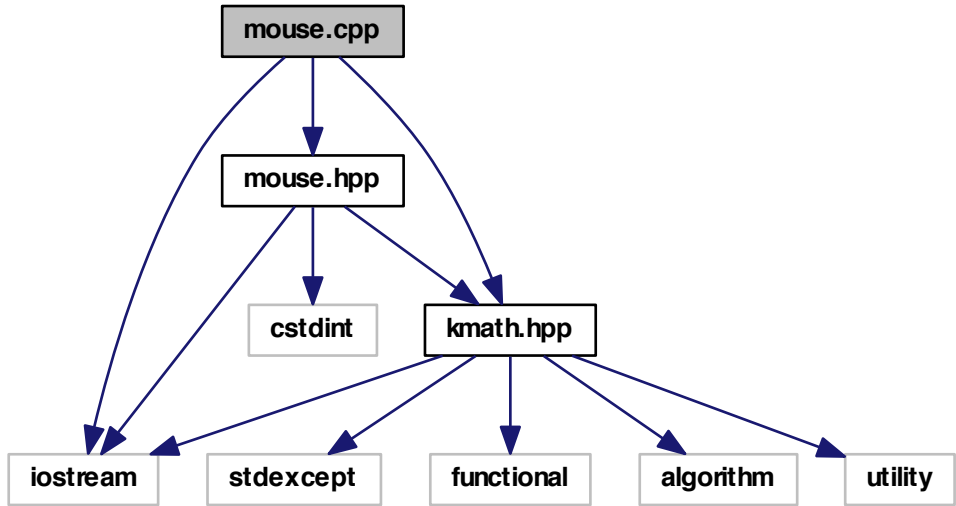 mouse.cpp
mouse.hpp
cstdint
kmath.hpp
iostream
stdexcept
functional
algorithm
utility